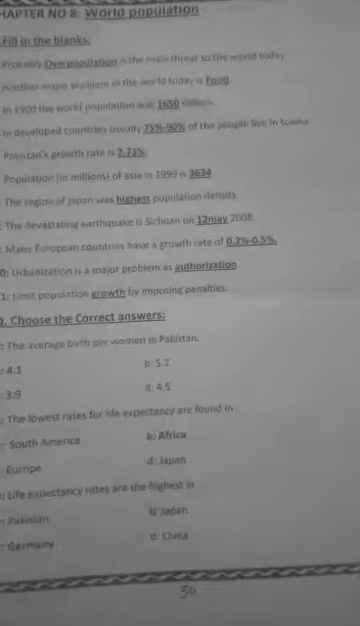 HAPTER NO 8: World population
Fill in the blanks.
Probably Overpopulation is the main threat to the world today
Another major problem in the world today is Food.
In 1900 the world population was 1650 million.
In developed countries usually 75%-90% of the people live in towns
Pakistan's growth rate is 2.71%.
Population (in millions) of asia in 1999 is 3634
The region of Japan was highest population density.
: The devastating earthquake is Sichuan on 12may 2008.
: Many European countries have a growth rate of 0.2%-0.5%.
0: Urbanization is a major problem as authorization.
1: Limit population growth by imposing penalties.
Q. Choose the Correct answers:
: The average birth per women in Pakistan.
: 4.1 b: 5.2
3.9 d: 4.5
: The lowest rates for life expectancy are found in
South America b: Africa
Europe d: Japan
: Life expectancy rates are the highest in
: Pakistan b: Japan
: Germany d: China
34